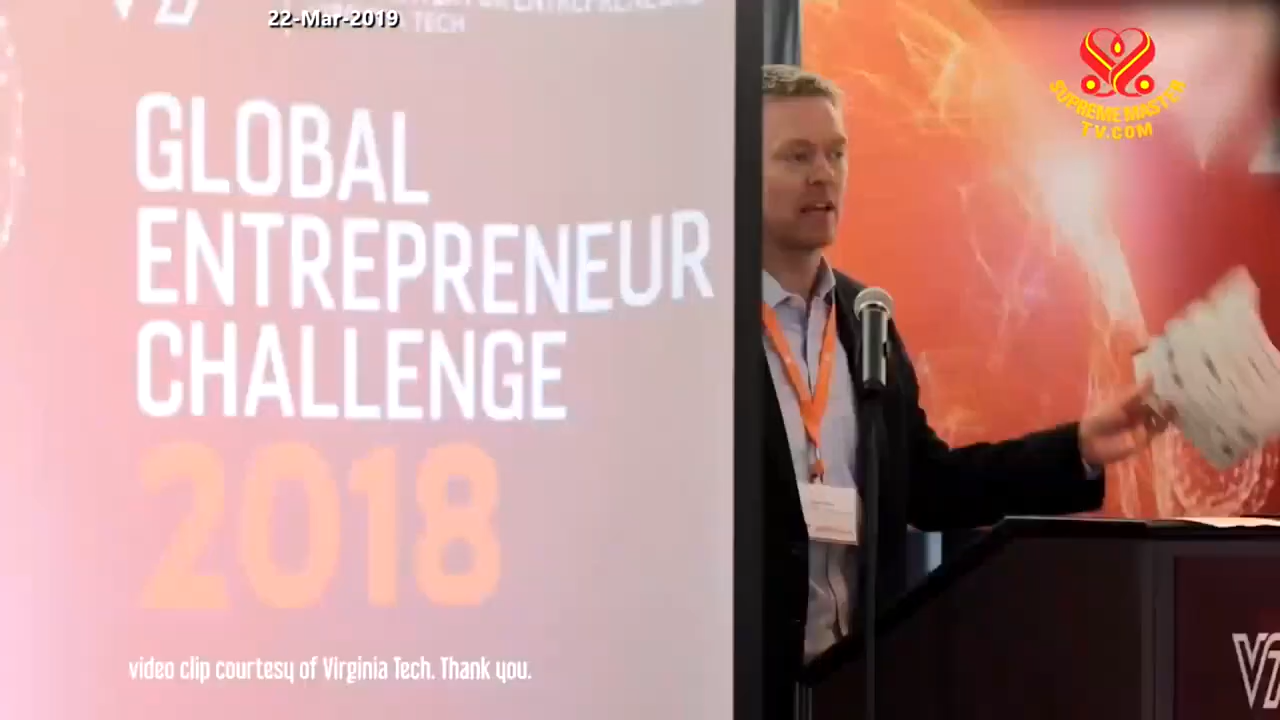 22-Mar-2019
TECH
GLOBAL
ENTREPRENEUR
CHALLENGE
2018
video clip courtesy of Virginia Tech. Thank you.
SUPREME MASTER
TV.COM